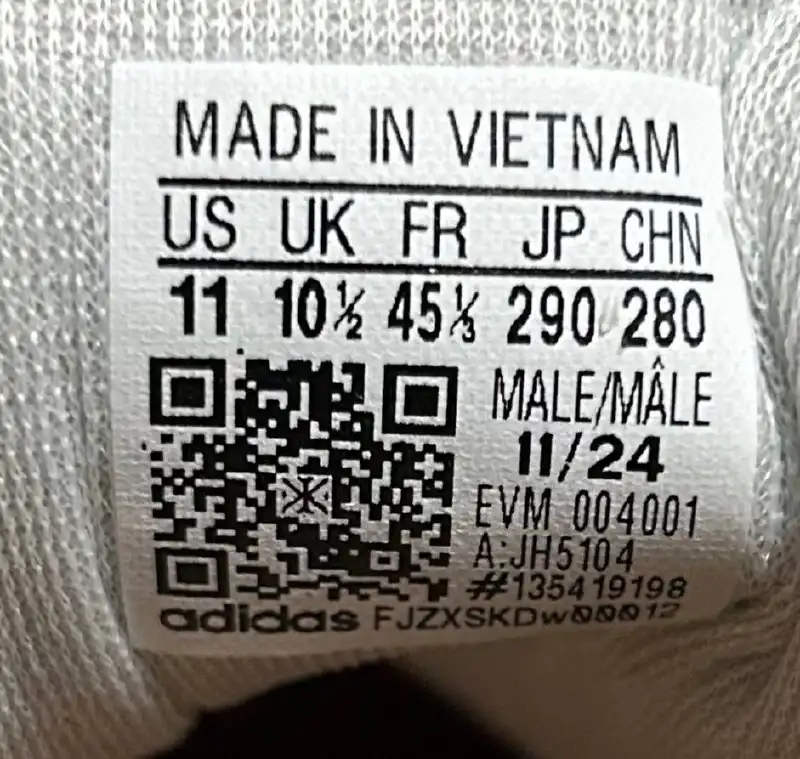 MADE IN VIETNAM
US UK FR JP CHN
11 10½ 45⅓ 290 280
MALE/MÂLE
11/24
EVM 004001
A:JH5104
#135419198
adidas FJZXSKDW00012